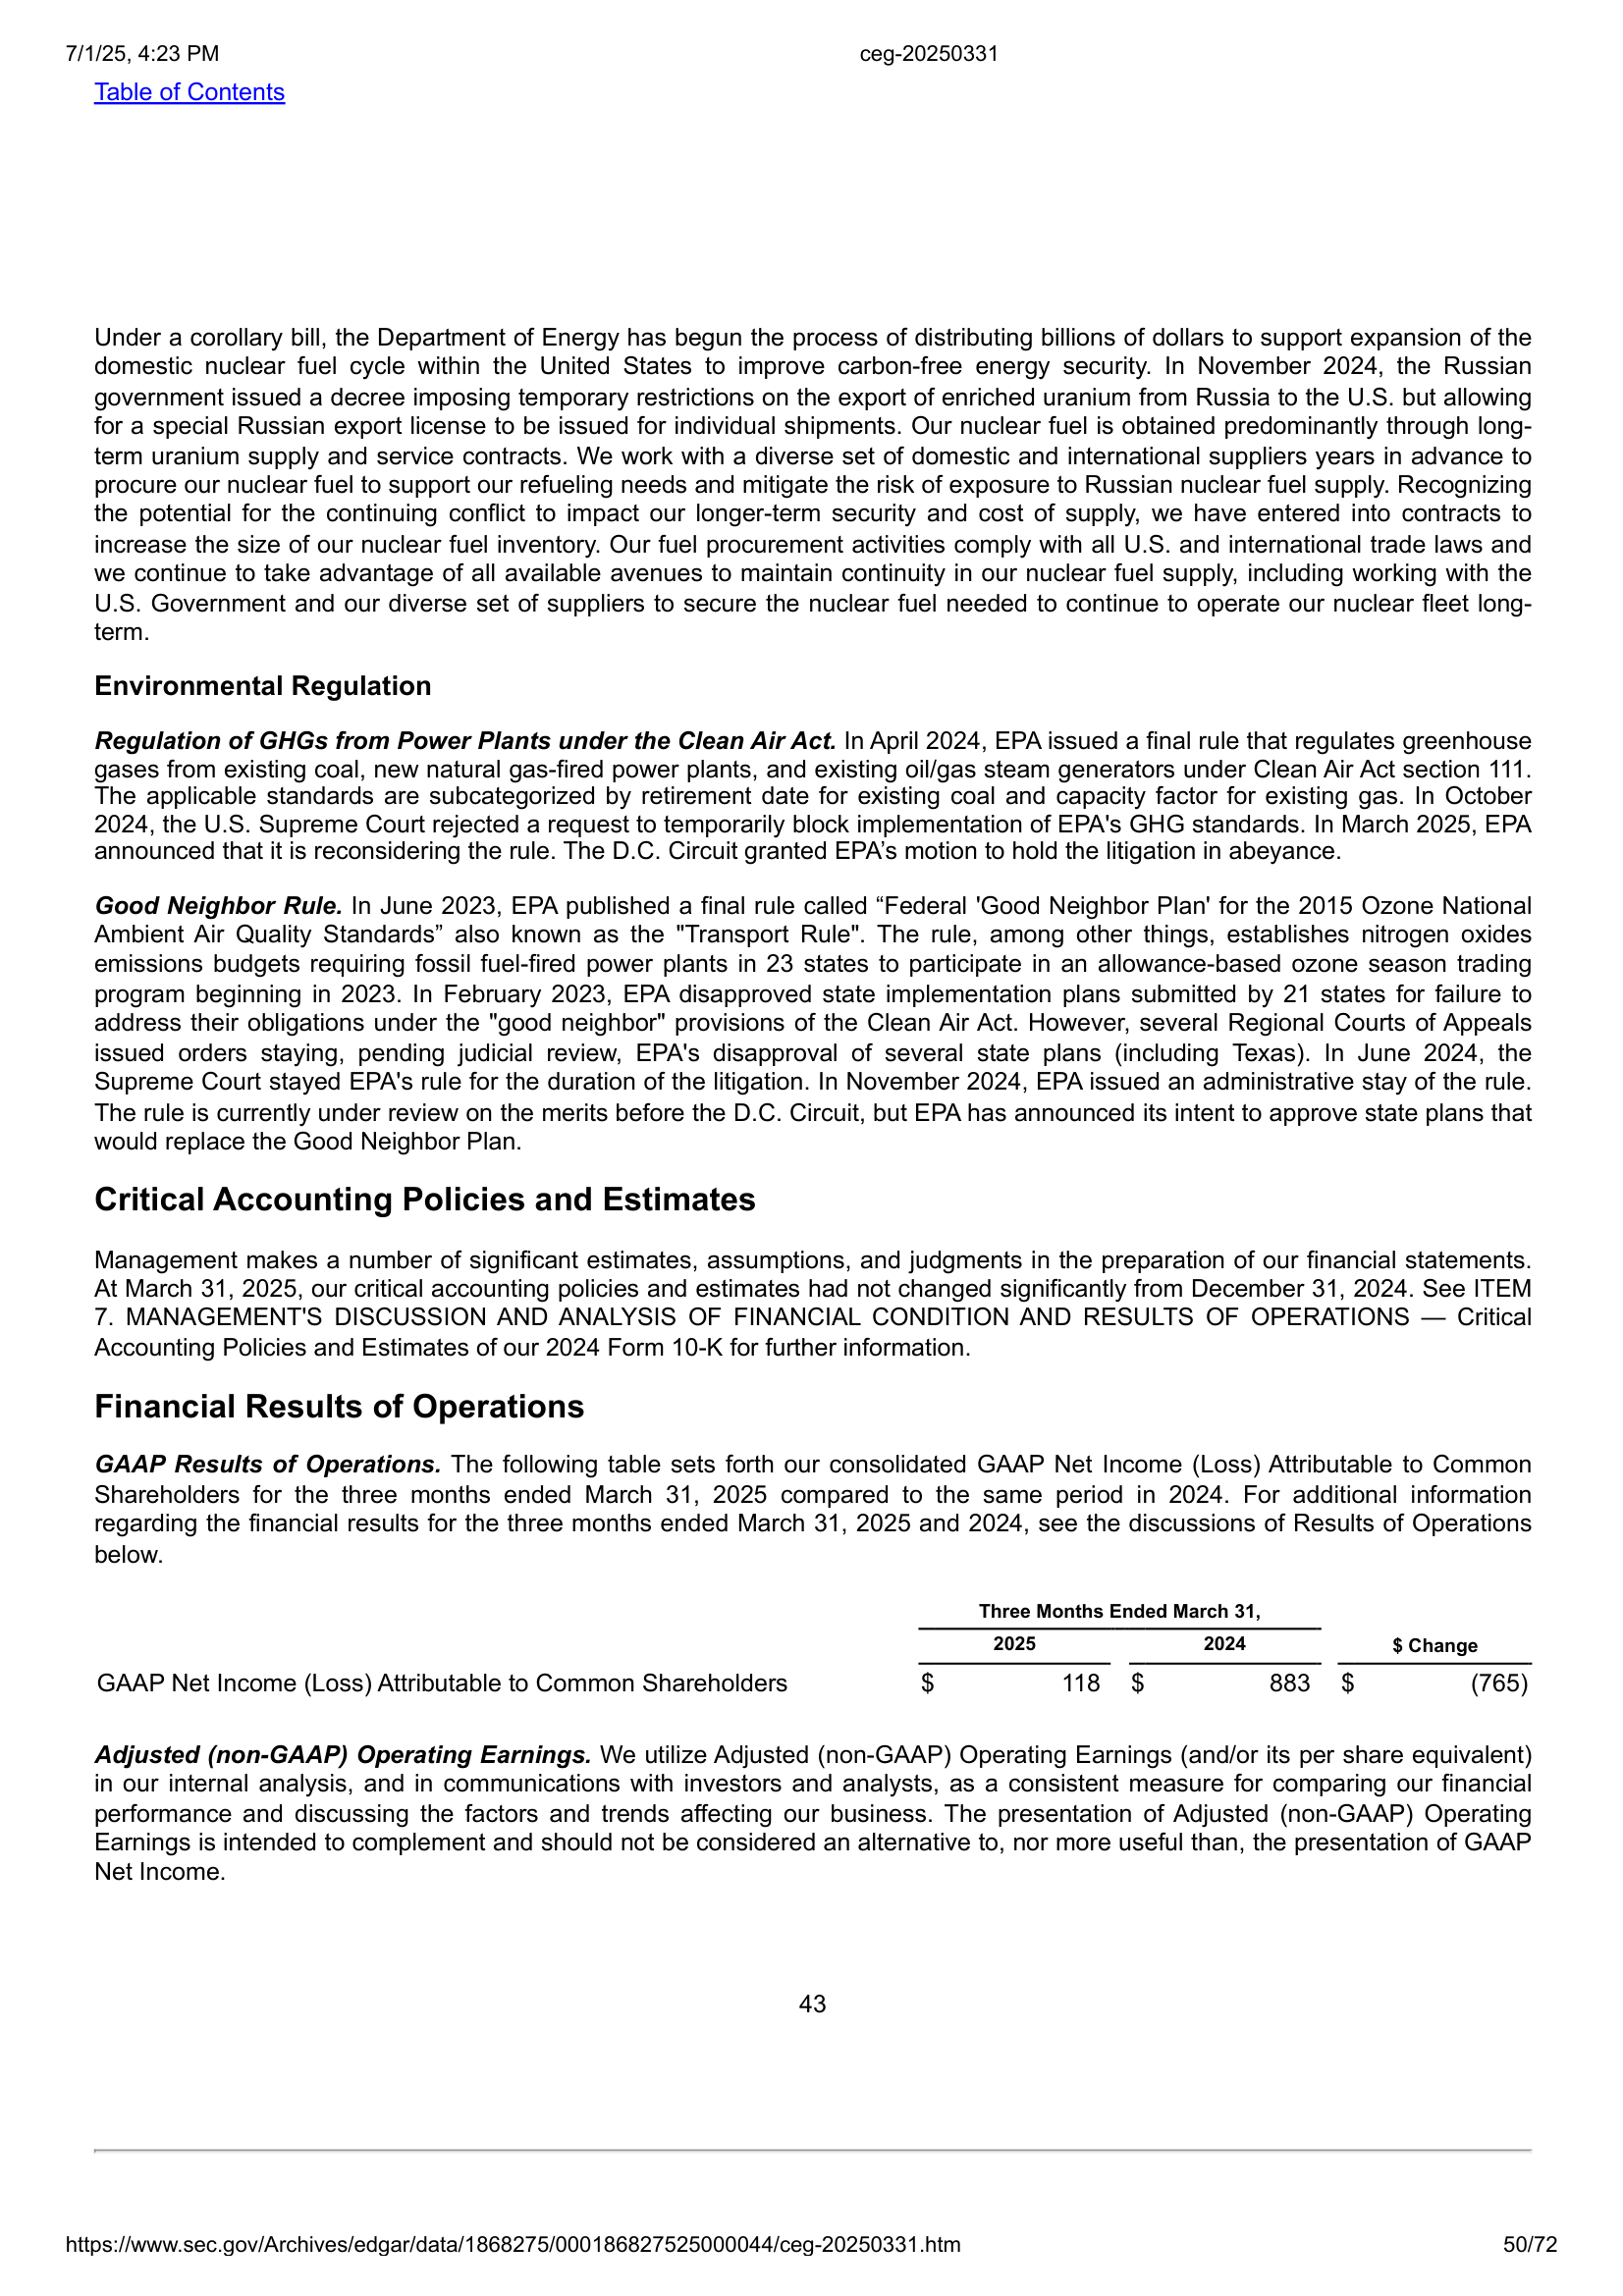 7/1/25, 4:23 PM ceg-20250331
Table of Contents
Under a corollary bill, the Department of Energy has begun the process of distributing billions of dollars to support expansion of the
domestic nuclear fuel cycle within the United States to improve carbon-free energy security. In November 2024, the Russian
government issued a decree imposing temporary restrictions on the export of enriched uranium from Russia to the U.S. but allowing
for a special Russian export license to be issued for individual shipments. Our nuclear fuel is obtained predominantly through long-
term uranium supply and service contracts. We work with a diverse set of domestic and international suppliers years in advance to
procure our nuclear fuel to support our refueling needs and mitigate the risk of exposure to Russian nuclear fuel supply. Recognizing
the potential for the continuing conflict to impact our longer-term security and cost of supply, we have entered into contracts to
increase the size of our nuclear fuel inventory. Our fuel procurement activities comply with all U.S. and international trade laws and
we continue to take advantage of all available avenues to maintain continuity in our nuclear fuel supply, including working with the
U.S. Government and our diverse set of suppliers to secure the nuclear fuel needed to continue to operate our nuclear fleet long-
term.
Environmental Regulation
Regulation of GHGs from Power Plants under the Clean Air Act. In April 2024, EPA issued a final rule that regulates greenhouse
gases from existing coal, new natural gas-fired power plants, and existing oil/gas steam generators under Clean Air Act section 111.
The applicable standards are subcategorized by retirement date for existing coal and capacity factor for existing gas. In October
2024, the U.S. Supreme Court rejected a request to temporarily block implementation of EPA's GHG standards. In March 2025, EPA
announced that it is reconsidering the rule. The D.C. Circuit granted EPA’s motion to hold the litigation in abeyance.
Good Neighbor Rule. In June 2023, EPA published a final rule called “Federal 'Good Neighbor Plan' for the 2015 Ozone National
Ambient Air Quality Standards” also known as the "Transport Rule". The rule, among other things, establishes nitrogen oxides
emissions budgets requiring fossil fuel-fired power plants in 23 states to participate in an allowance-based ozone season trading
program beginning in 2023. In February 2023, EPA disapproved state implementation plans submitted by 21 states for failure to
address their obligations under the "good neighbor" provisions of the Clean Air Act. However, several Regional Courts of Appeals
issued orders staying, pending judicial review, EPA's disapproval of several state plans (including Texas). In June 2024, the
Supreme Court stayed EPA's rule for the duration of the litigation. In November 2024, EPA issued an administrative stay of the rule.
The rule is currently under review on the merits before the D.C. Circuit, but EPA has announced its intent to approve state plans that
would replace the Good Neighbor Plan.
Critical Accounting Policies and Estimates
Management makes a number of significant estimates, assumptions, and judgments in the preparation of our financial statements.
At March 31, 2025, our critical accounting policies and estimates had not changed significantly from December 31, 2024. See ITEM
7. MANAGEMENT'S DISCUSSION AND ANALYSIS OF FINANCIAL CONDITION AND RESULTS OF OPERATIONS — Critical
Accounting Policies and Estimates of our 2024 Form 10-K for further information.
Financial Results of Operations
GAAP Results of Operations. The following table sets forth our consolidated GAAP Net Income (Loss) Attributable to Common
Shareholders for the three months ended March 31, 2025 compared to the same period in 2024. For additional information
regarding the financial results for the three months ended March 31, 2025 and 2024, see the discussions of Results of Operations
below.
Three Months Ended March 31,
2025 2024 $ Change
GAAP Net Income (Loss) Attributable to Common Shareholders $ 118 $ 883 $ (765)
Adjusted (non-GAAP) Operating Earnings. We utilize Adjusted (non-GAAP) Operating Earnings (and/or its per share equivalent)
in our internal analysis, and in communications with investors and analysts, as a consistent measure for comparing our financial
performance and discussing the factors and trends affecting our business. The presentation of Adjusted (non-GAAP) Operating
Earnings is intended to complement and should not be considered an alternative to, nor more useful than, the presentation of GAAP
Net Income.
43
https://www.sec.gov/Archives/edgar/data/1868275/000186827525000044/ceg-20250331.htm 50/72